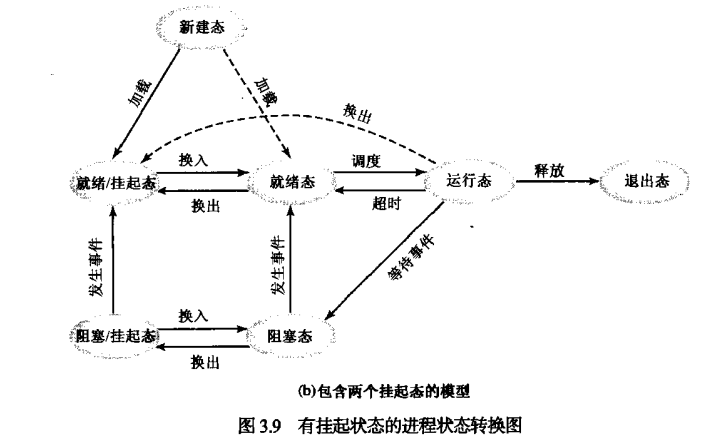 新建态
加载
加载
换出
换入
调度
释放
就绪/挂起态
就绪态
运行态
退出态
换出
超时
发生事件
发生事件
等待事件
换入
阻塞/挂起态
阻塞态
换出
(b)包含两个挂起态的模型
图 3.9 有挂起状态的进程状态转换图